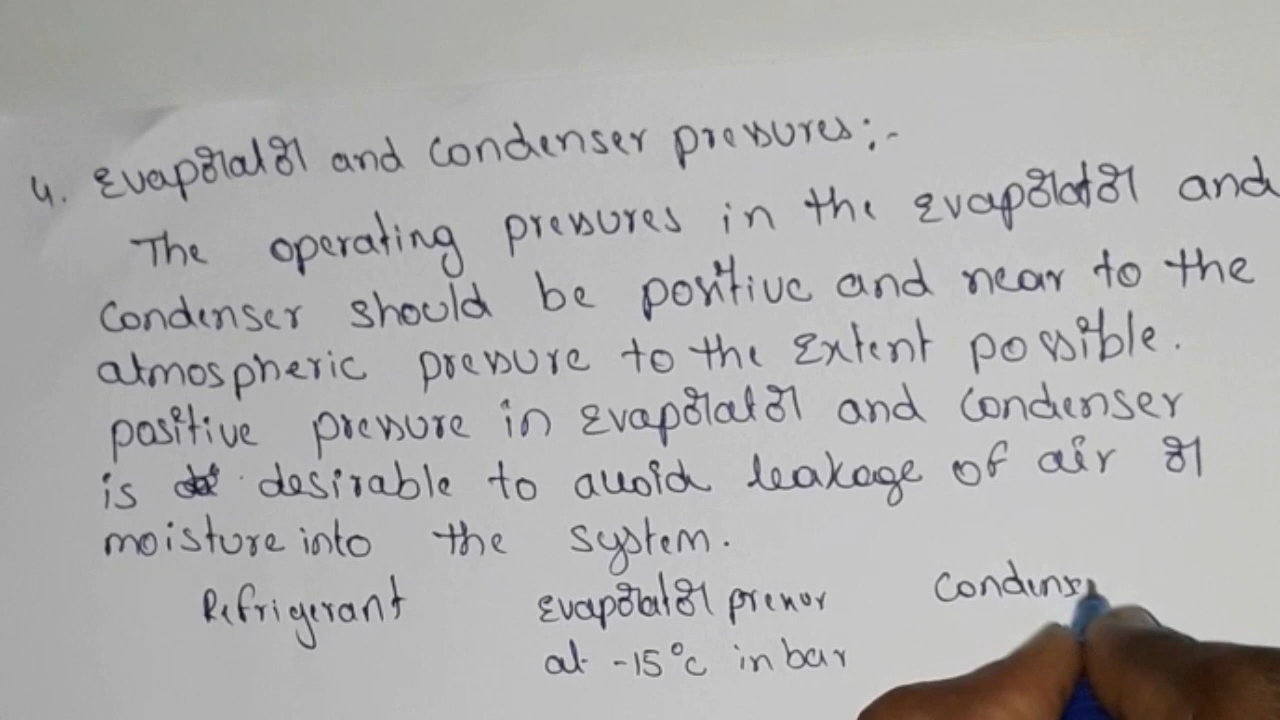 4. Evaporator and condenser pressures:-
The operating pressures in the evaporator and
condenser should be positive and near to the
atmospheric pressure to the extent possible.
positive pressure in evaporator and condenser
is desirable to avoid leakage of air or
moisture into the system.
Refrigerant evaporator pressur condens
at -15°c in bar